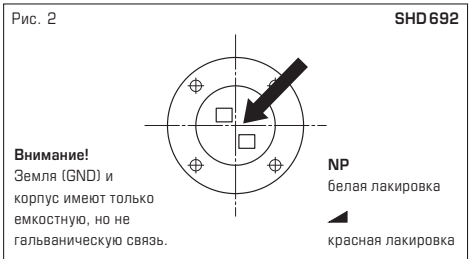 Рис. 2
SHD 692
Внимание!
Земля (GND) и
корпус имеют только
емкостную, но не
гальваническую связь.
NP
белая лакировка
красная лакировка